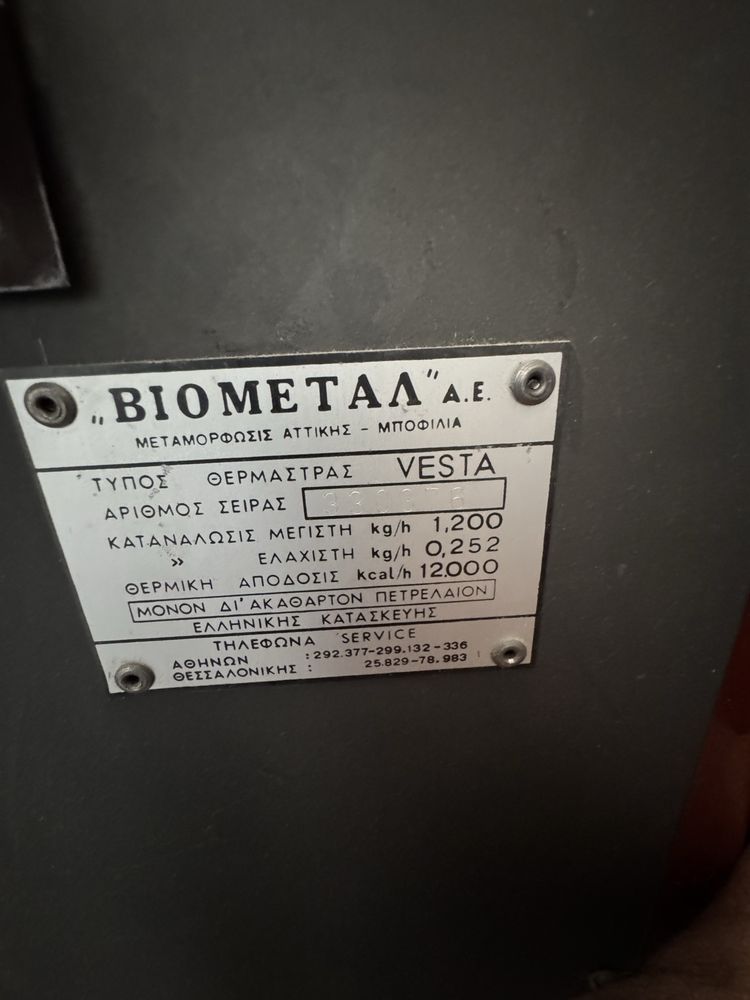 „ΒΙΟΜΕΤΑΛ" Α.Ε.
ΜΕΤΑΜΟΡΦΩΣΙΣ ΑΤΤΙΚΗΣ - ΜΠΟΦΙΛΙΑ
ΤΥΠΟΣ ΘΕΡΜΑΣΤΡΑΣ VESTA
ΑΡΙΘΜΟΣ ΣΕΙΡΑΣ
ΚΑΤΑΝΑΛΩΣΙΣ ΜΕΓΙΣΤΗ kg/h 1,200
» ΕΛΑΧΙΣΤΗ kg/h 0,252
ΘΕΡΜΙΚΗ ΑΠΟΔΟΣΙΣ kcal/h 12.000
ΜΟΝΟΝ ΔΙ' ΑΚΑΘΑΡΤΟΝ ΠΕΤΡΕΛΑΙΟΝ
ΕΛΛΗΝΙΚΗΣ ΚΑΤΑΣΚΕΥΗΣ
ΤΗΛΕΦΩΝΑ SERVICE
ΑΘΗΝΩΝ : 292.377-299.132-336
ΘΕΣΣΑΛΟΝΙΚΗΣ : 25.829-78.983